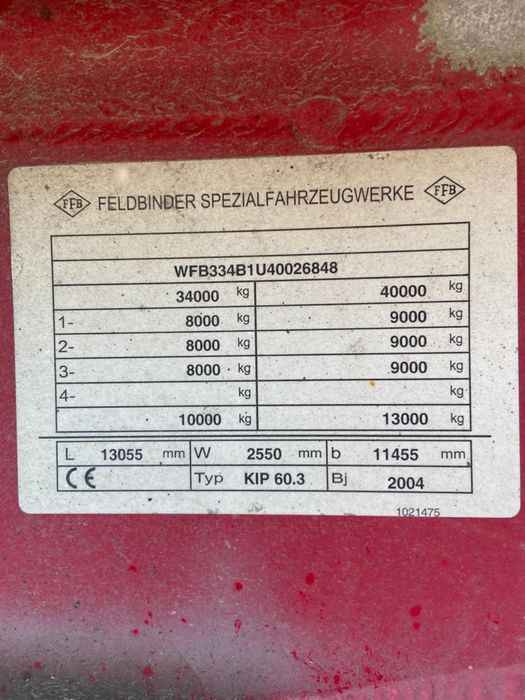 FFB FELDBINDER SPEZIALFAHRZEUGWERKE FFB
WFB334B1U40026848
34000 kg 40000 kg
1- 8000 kg 9000 kg
2- 8000 kg 9000 kg
3- 8000 kg 9000 kg
4- kg kg
10000 kg 13000 kg
L 13055 mm W 2550 mm b 11455 mm
CE Typ KIP 60.3 Bj 2004
1021475